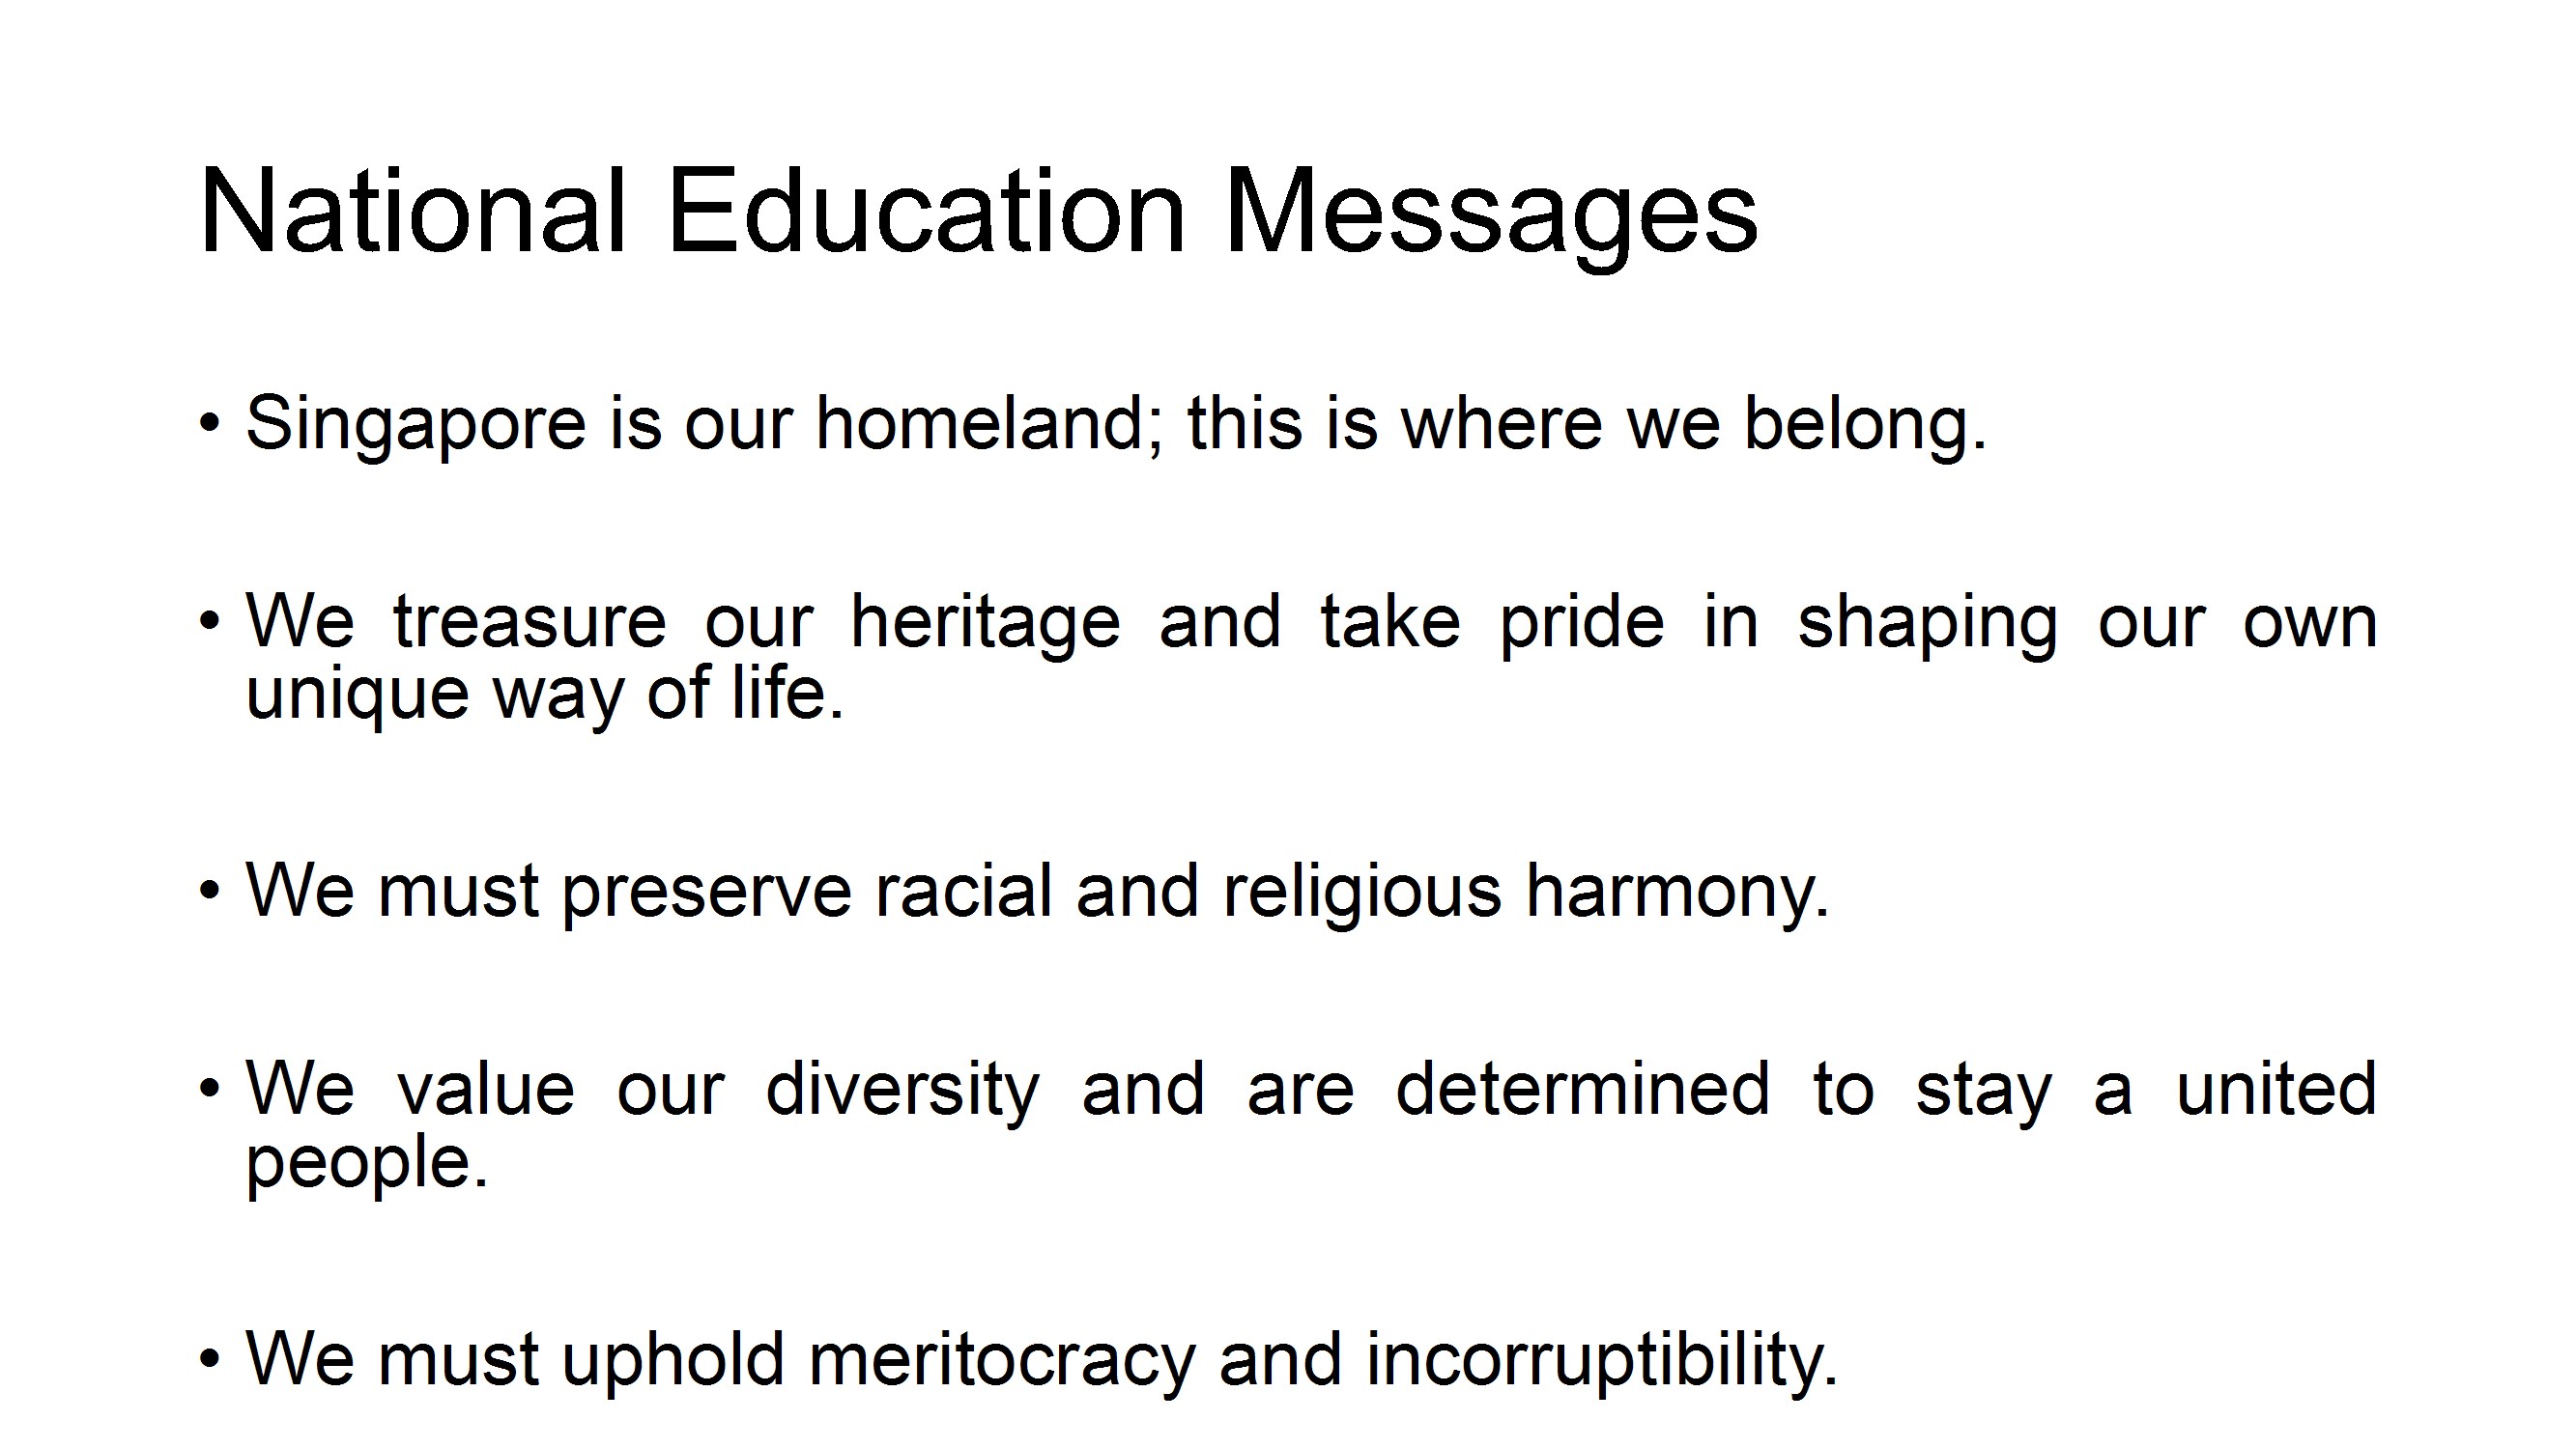 National Education Messages
• Singapore is our homeland; this is where we belong.
• We treasure our heritage and take pride in shaping our own
unique way of life.
• We must preserve racial and religious harmony.
• We value our diversity and are determined to stay a united
people.
• We must uphold meritocracy and incorruptibility.